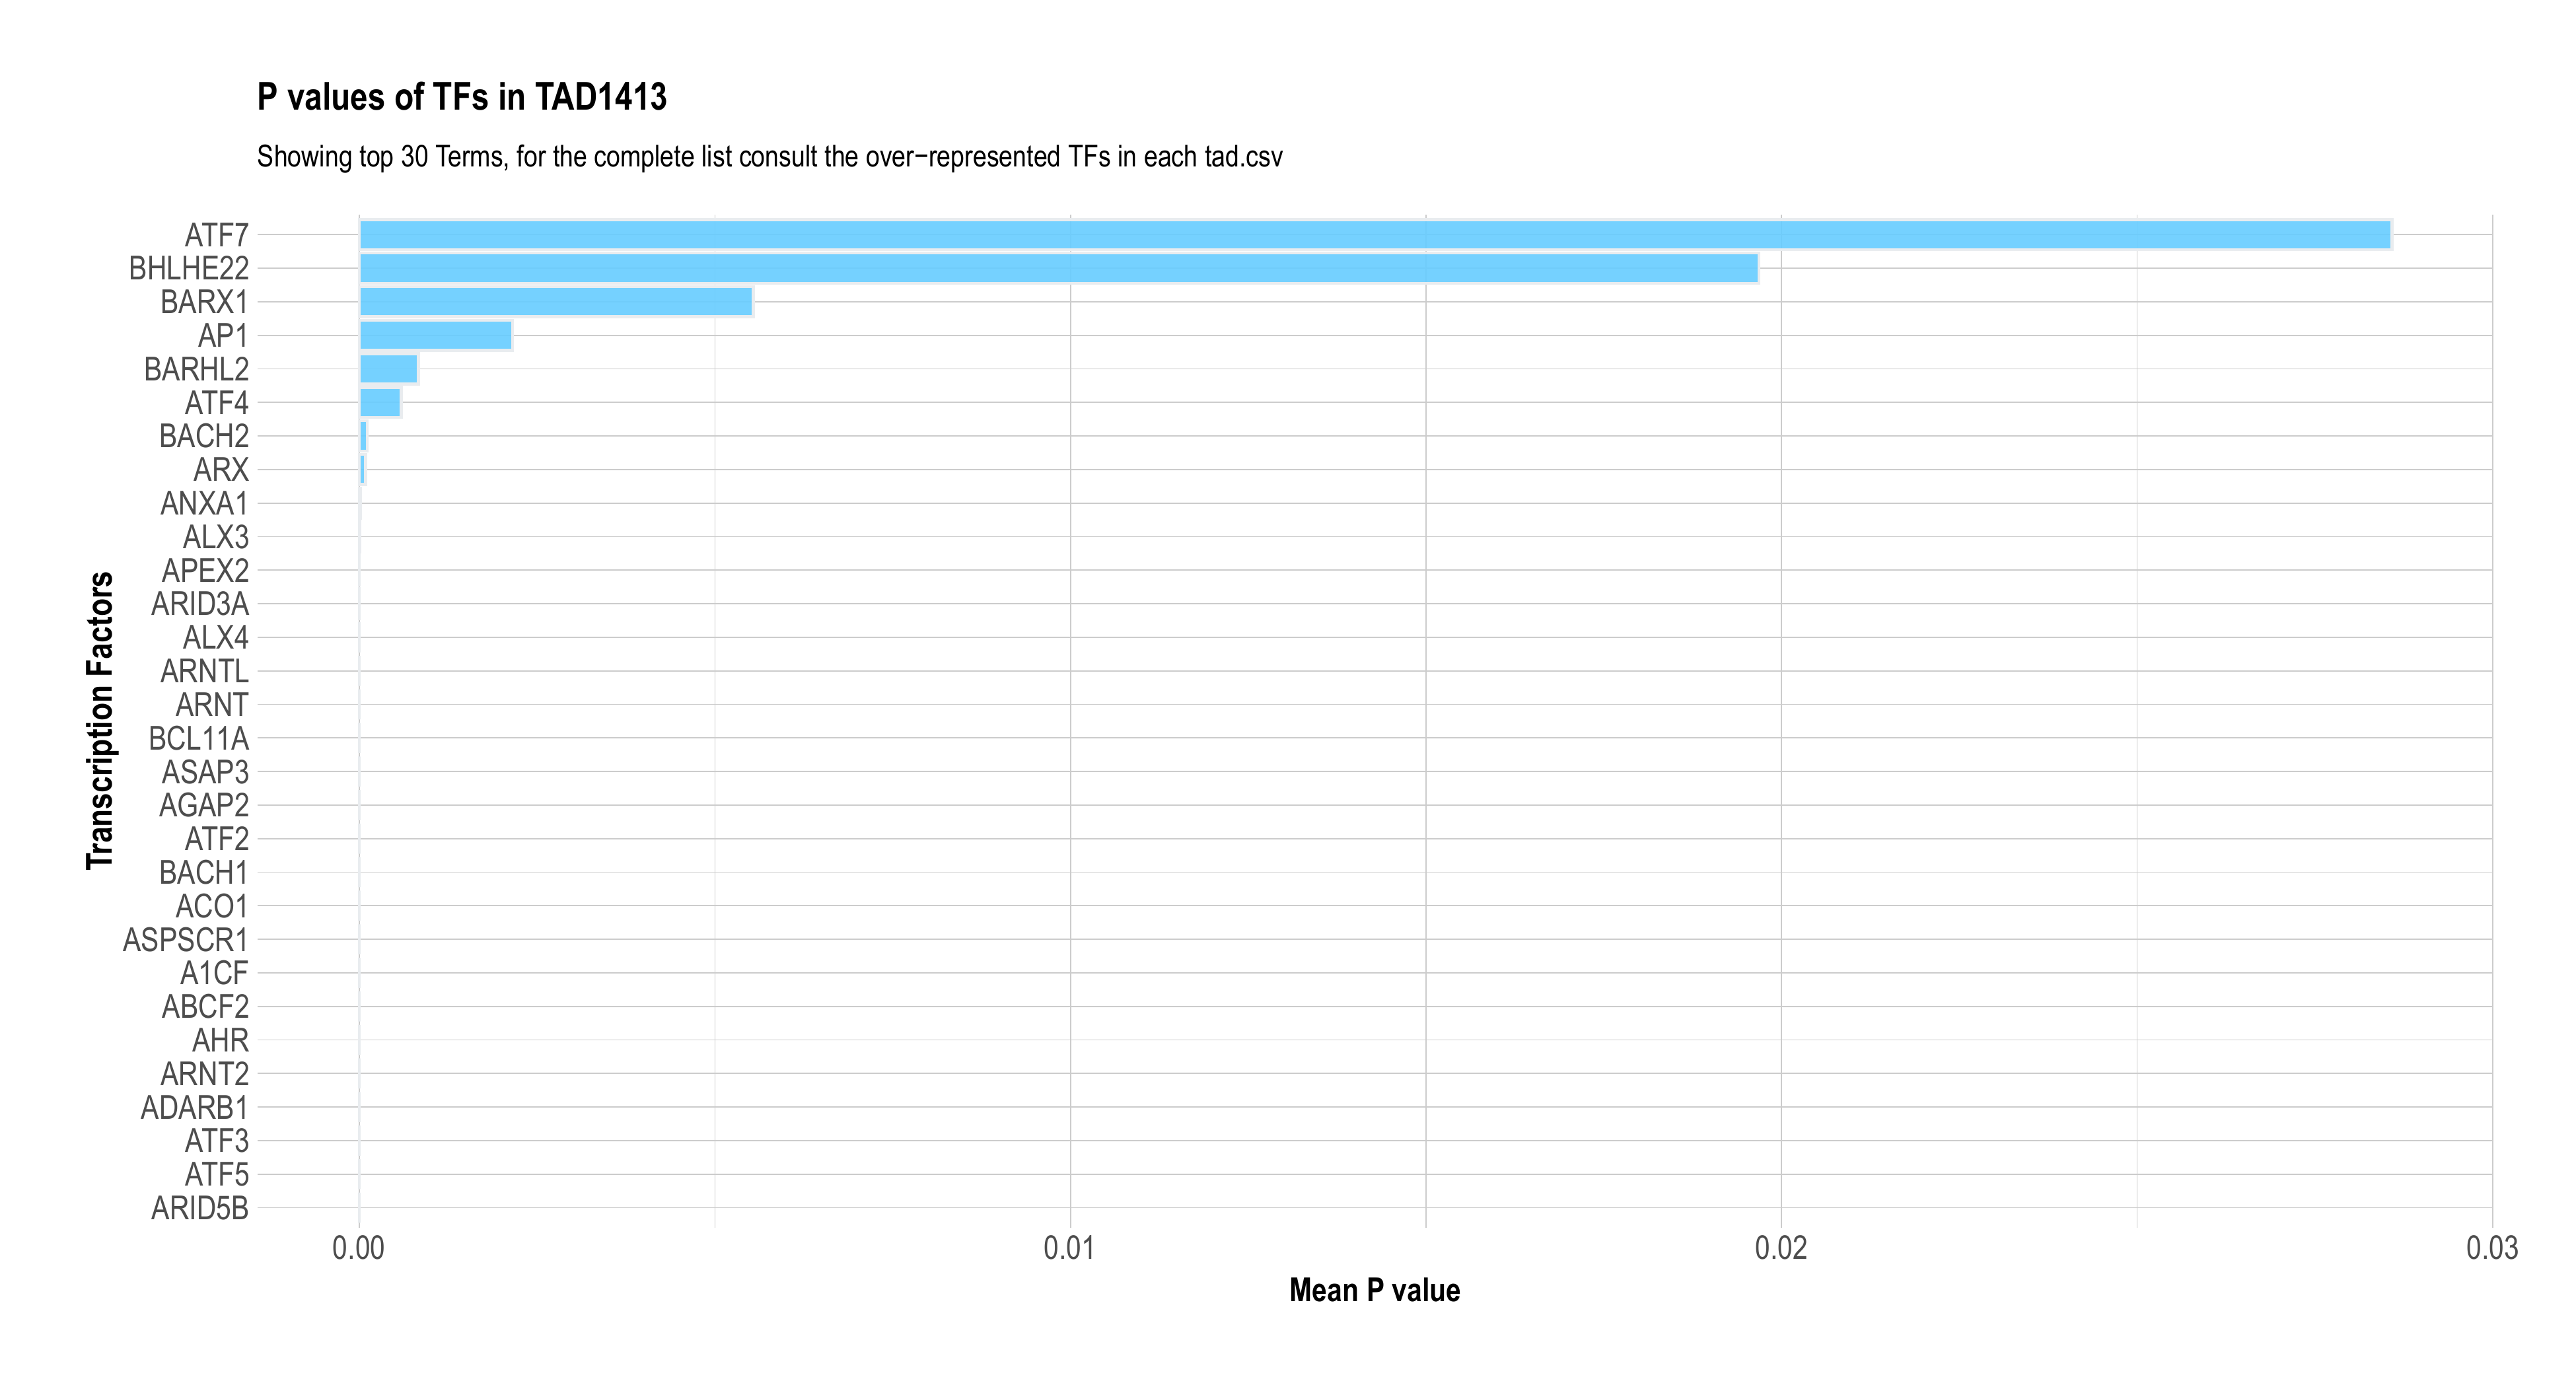 P values of TFs in TAD1413
Showing top 30 Terms, for the complete list consult the over−represented TFs in each tad.csv
Transcription Factors
ATF7
BHLHE22
BARX1
AP1
BARHL2
ATF4
BACH2
ARX
ANXA1
ALX3
APEX2
ARID3A
ALX4
ARNTL
ARNT
BCL11A
ASAP3
AGAP2
ATF2
BACH1
ACO1
ASPSCR1
A1CF
ABCF2
AHR
ARNT2
ADARB1
ATF3
ATF5
ARID5B
0.00 0.01 0.02 0.03
Mean P value